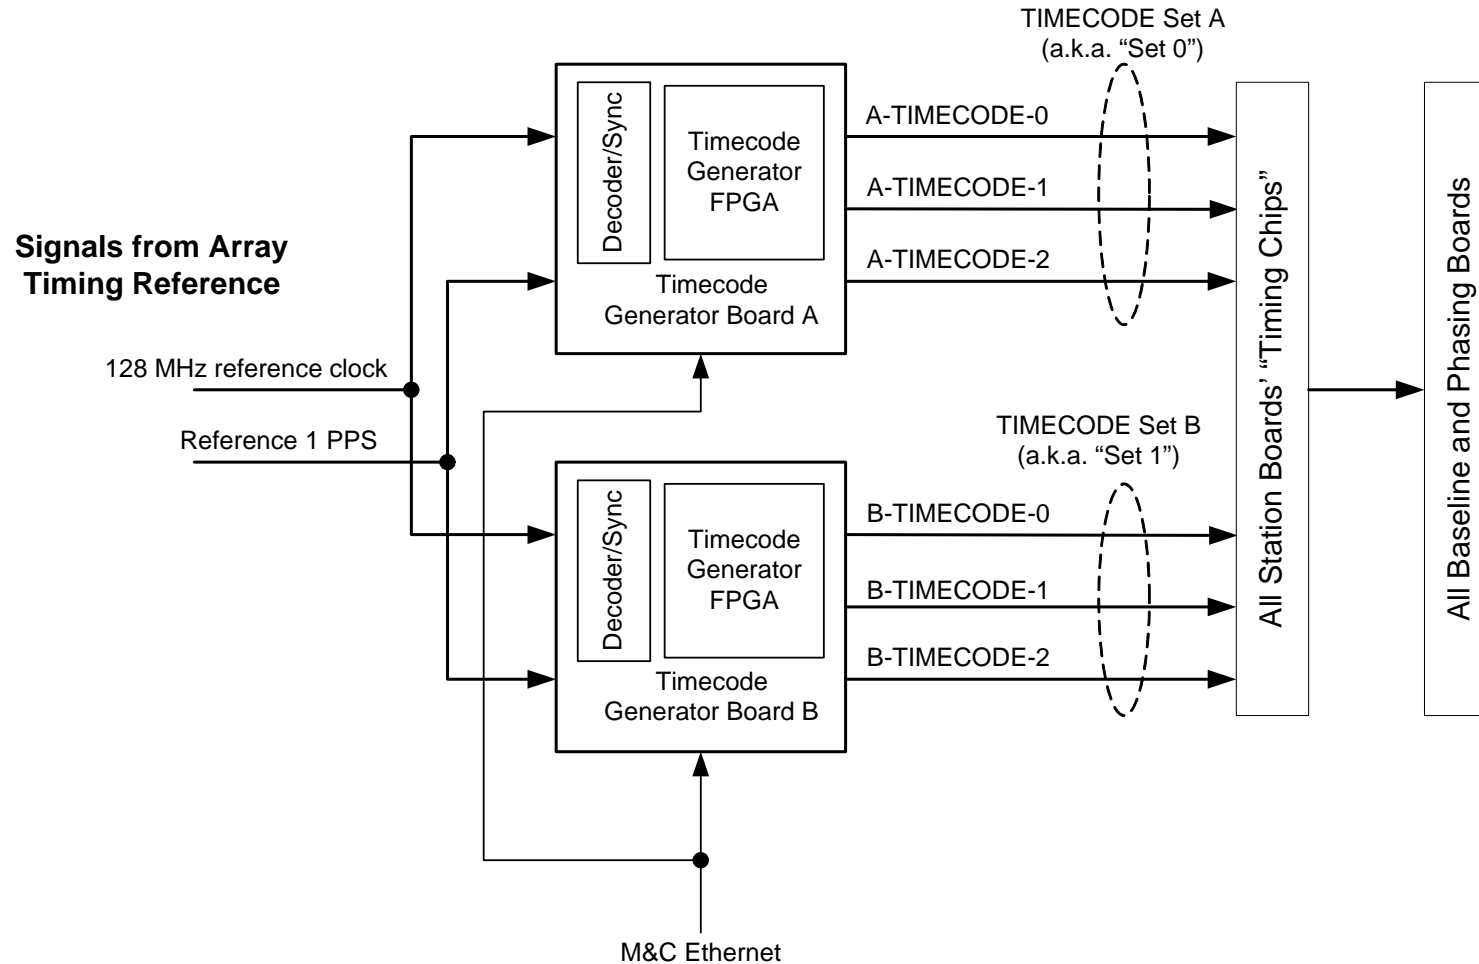 TIMECODE Set A
(a.k.a. “Set 0”)
Decoder/Sync
Timecode
Generator
FPGA
Timecode
Generator Board A
A-TIMECODE-0
A-TIMECODE-1
A-TIMECODE-2
Signals from Array
Timing Reference
128 MHz reference clock
Reference 1 PPS
All Station Boards’ “Timing Chips”
All Baseline and Phasing Boards
TIMECODE Set B
(a.k.a. “Set 1”)
Decoder/Sync
Timecode
Generator
FPGA
Timecode
Generator Board B
B-TIMECODE-0
B-TIMECODE-1
B-TIMECODE-2
M&C Ethernet